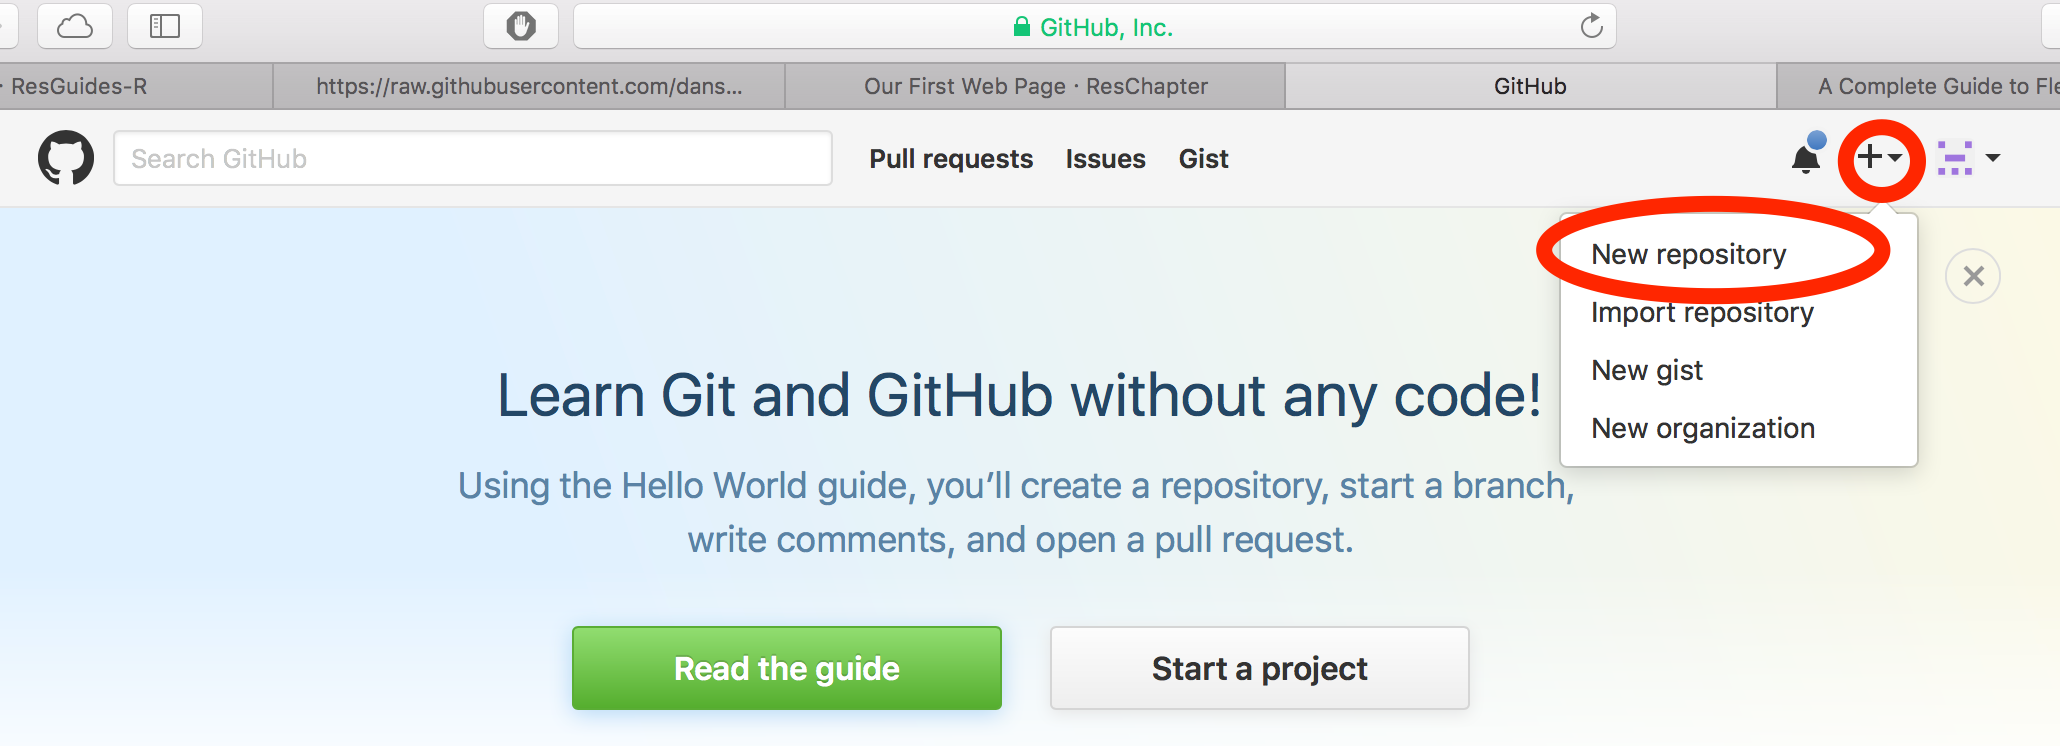 GitHub, Inc.
· ResGuides-R
https://raw.githubusercontent.com/dans...
Our First Web Page · ResChapter
GitHub
A Complete Guide to Fle
Search GitHub
Pull requests
Issues
Gist
New repository
Import repository
New gist
New organization
Learn Git and GitHub without any code!
Using the Hello World guide, you’ll create a repository, start a branch,
write comments, and open a pull request.
Read the guide
Start a project